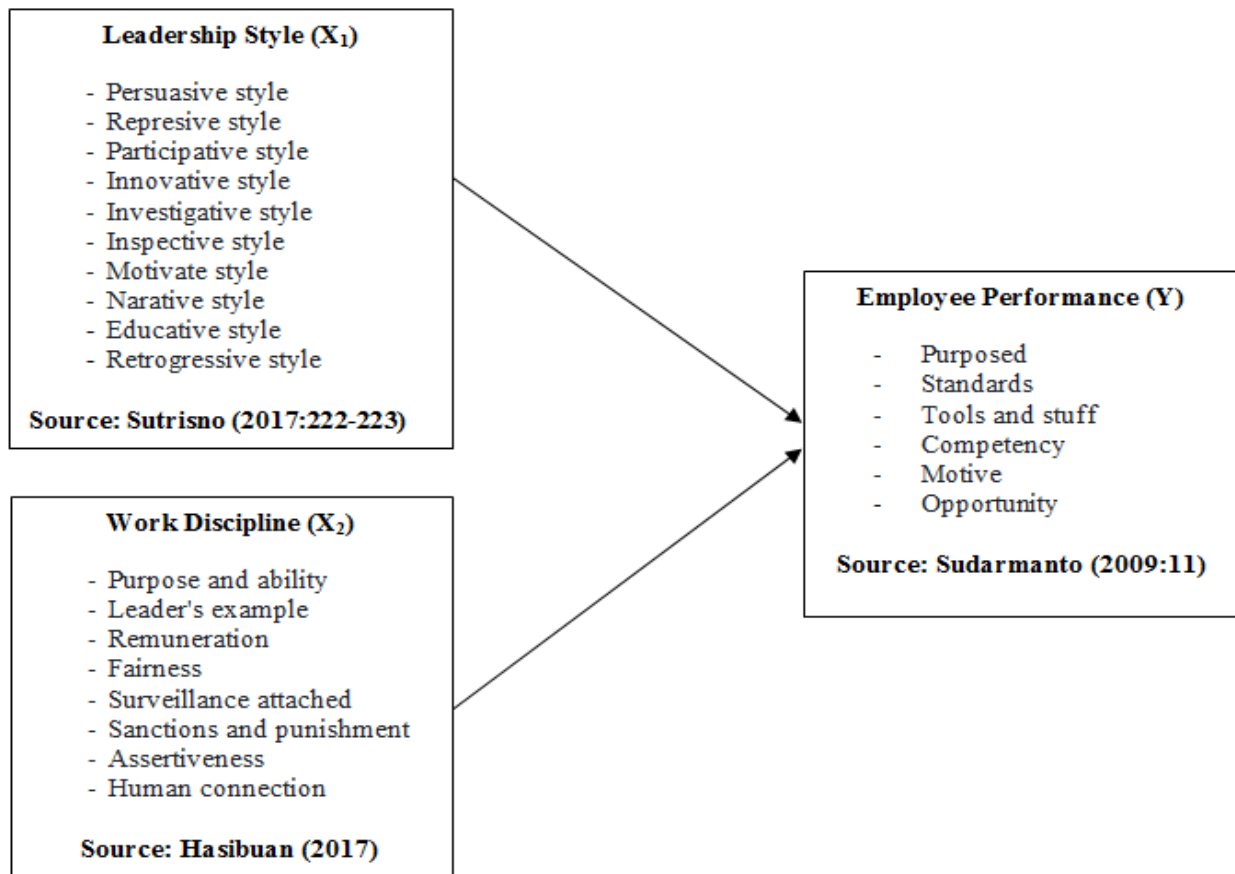 Leadership Style (X₁)
- Persuasive style
- Represive style
- Participative style
- Innovative style
- Investigative style
- Inspective style
- Motivate style
- Narative style
- Educative style
- Retrogressive style
Source: Sutrisno (2017:222-223)
Work Discipline (X₂)
- Purpose and ability
- Leader's example
- Remuneration
- Fairness
- Surveillance attached
- Sanctions and punishment
- Assertiveness
- Human connection
Source: Hasibuan (2017)
Employee Performance (Y)
- Purposed
- Standards
- Tools and stuff
- Competency
- Motive
- Opportunity
Source: Sudarmanto (2009:11)